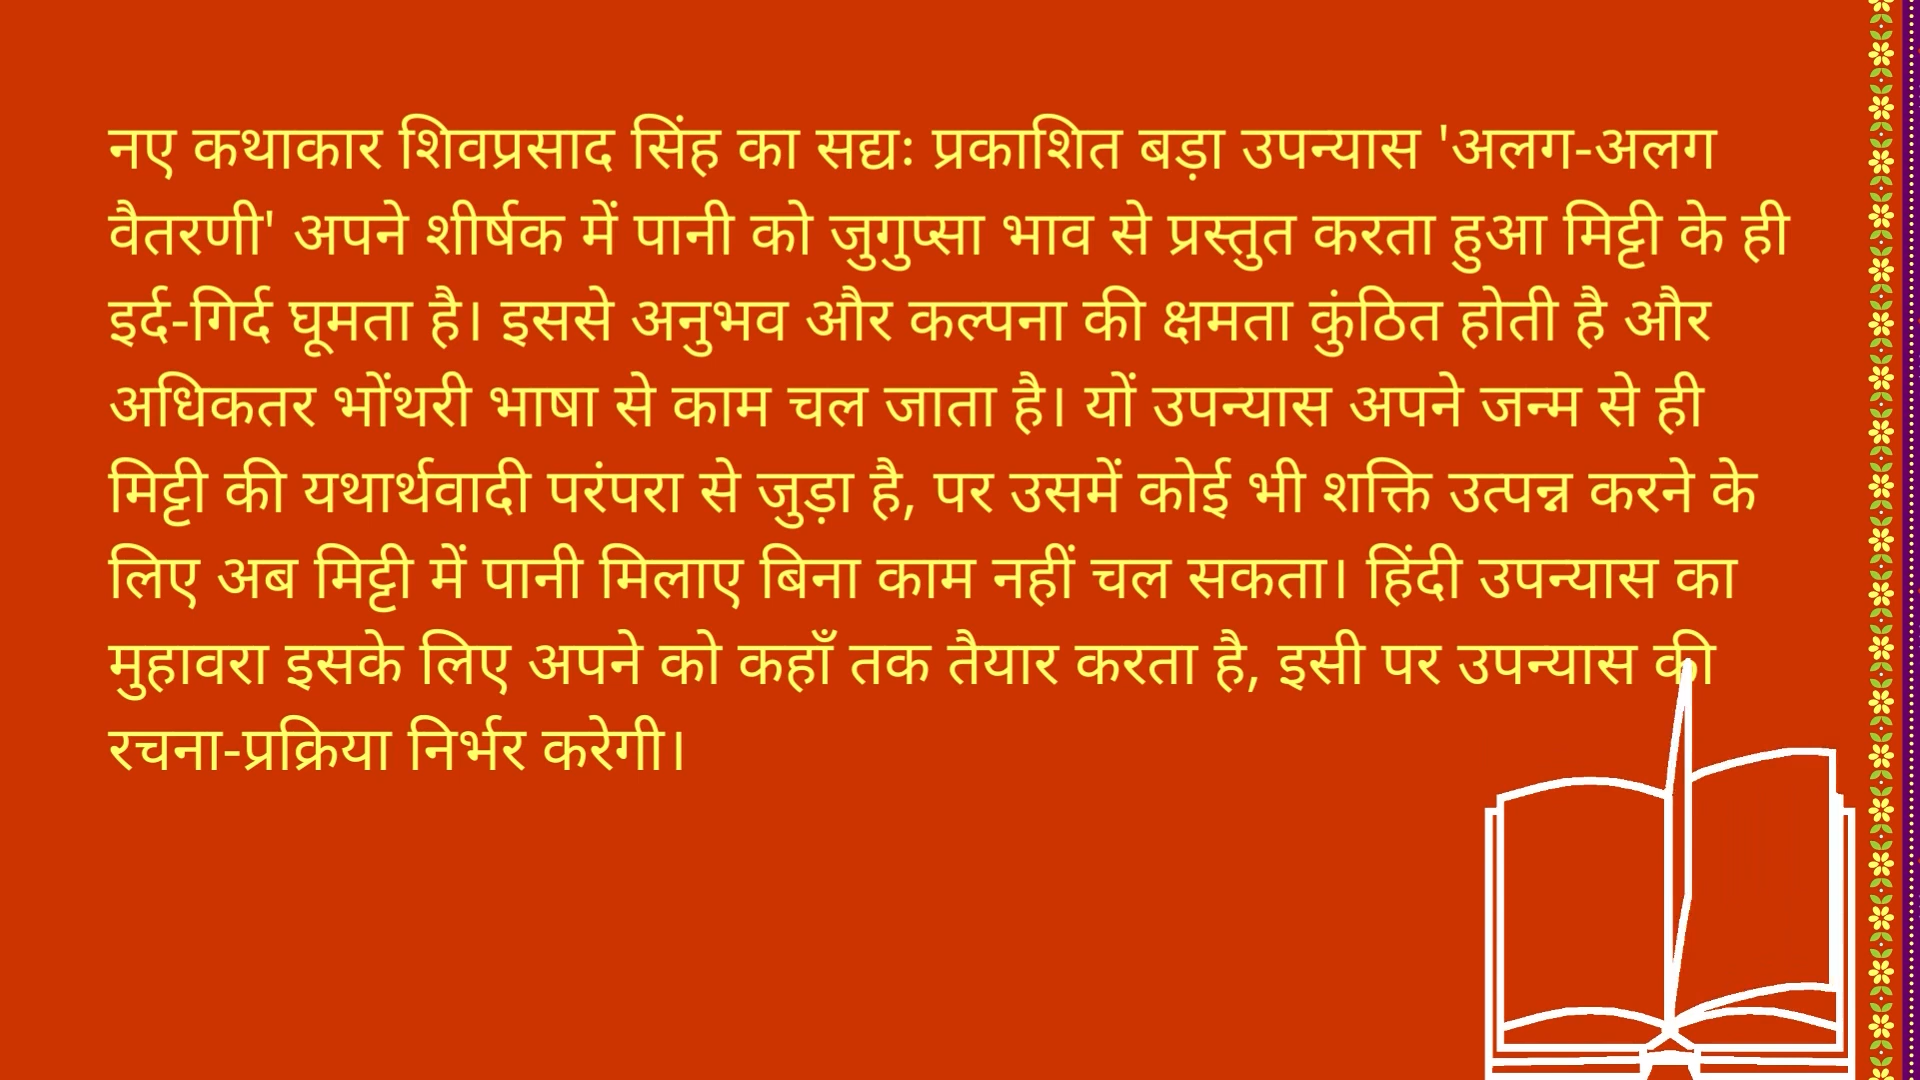 नए कथाकार शिवप्रसाद सिंह का सद्यः प्रकाशित बड़ा उपन्यास 'अलग-अलग
वैतरणी' अपने शीर्षक में पानी को जुगुप्सा भाव से प्रस्तुत करता हुआ मिट्टी के ही
इर्द-गिर्द घूमता है। इससे अनुभव और कल्पना की क्षमता कुंठित होती है और
अधिकतर भोंथरी भाषा से काम चल जाता है। यों उपन्यास अपने जन्म से ही
मिट्टी की यथार्थवादी परंपरा से जुड़ा है, पर उसमें कोई भी शक्ति उत्पन्न करने के
लिए अब मिट्टी में पानी मिलाए बिना काम नहीं चल सकता। हिंदी उपन्यास का
मुहावरा इसके लिए अपने को कहाँ तक तैयार करता है, इसी पर उपन्यास की
रचना-प्रक्रिया निर्भर करेगी।